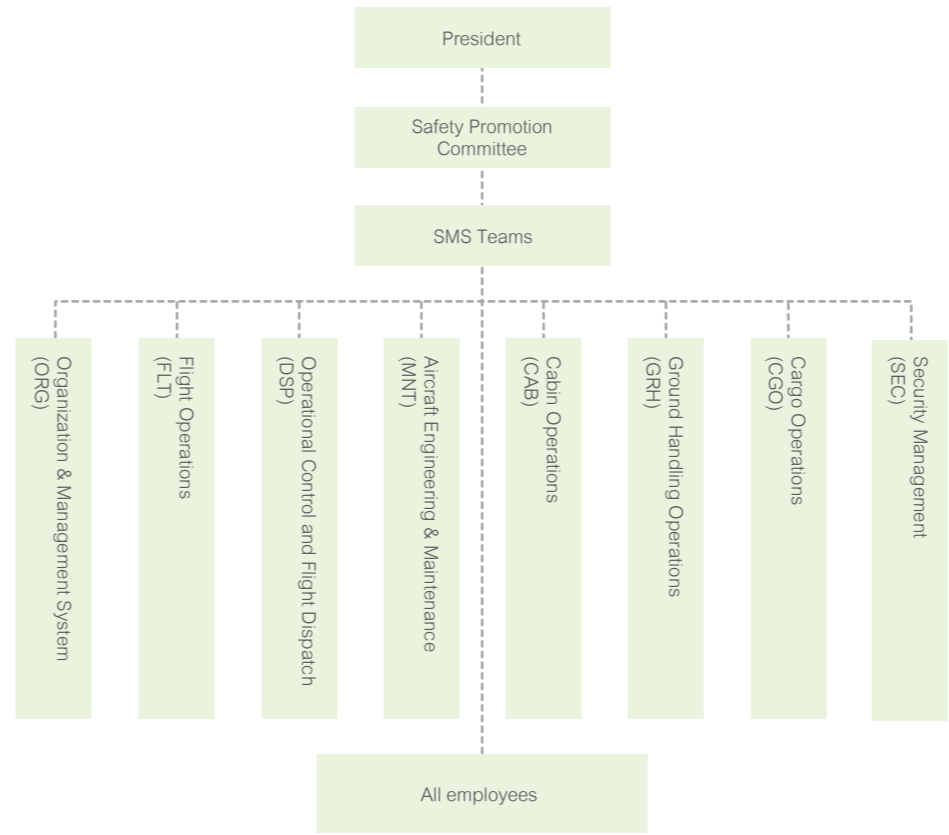 President
Safety Promotion
Committee
SMS Teams
Organization & Management System
(ORG)
Flight Operations
(FLT)
Operational Control and Flight Dispatch
(DSP)
Aircraft Engineering & Maintenance
(MNT)
Cabin Operations
(CAB)
Ground Handling Operations
(GRH)
Cargo Operations
(CGO)
Security Management
(SEC)
All employees